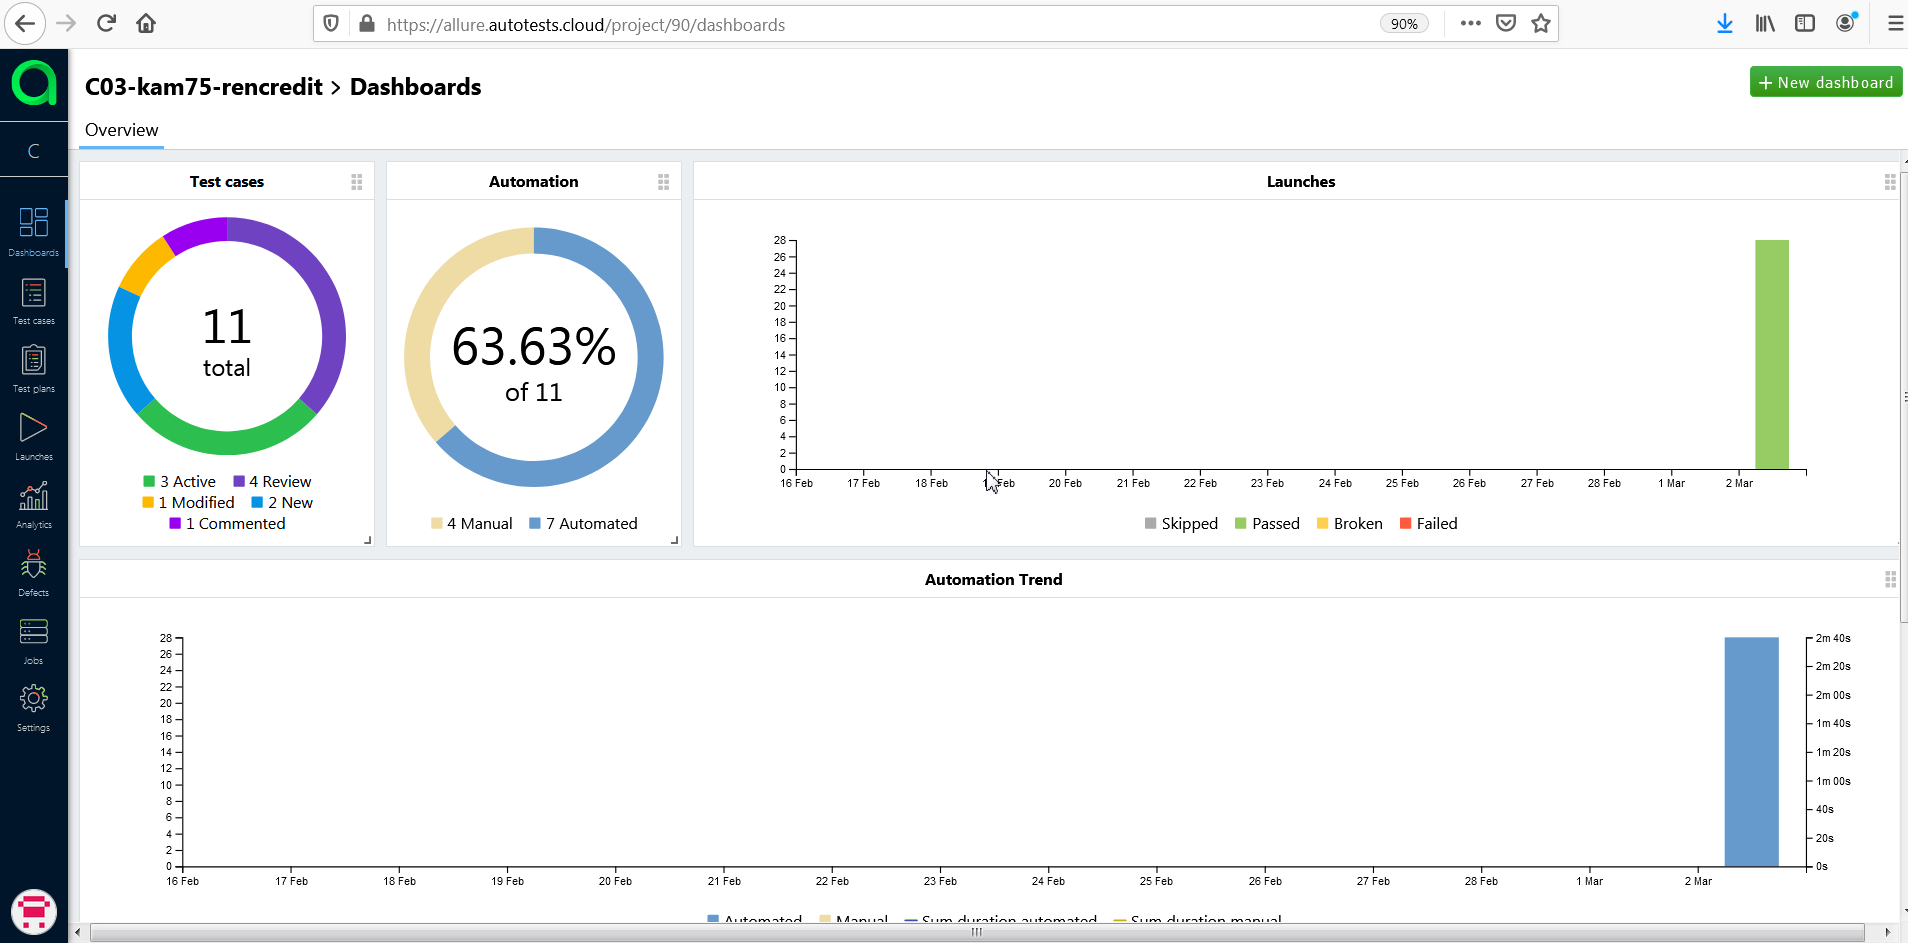 https://allure.autotests.cloud/project/90/dashboards
90%
C03-kam75-rencredit > Dashboards
+ New dashboard
Overview
C
Dashboards
Test cases
Test plans
Launches
Analytics
Defects
Jobs
Settings
Test cases
11
total
3 Active 4 Review
1 Modified 2 New
1 Commented
Automation
63.63%
of 11
4 Manual 7 Automated
Launches
28
26
24
22
20
18
16
14
12
10
8
6
4
2
0
16 Feb 17 Feb 18 Feb 19 Feb 20 Feb 21 Feb 22 Feb 23 Feb 24 Feb 25 Feb 26 Feb 27 Feb 28 Feb 1 Mar 2 Mar
Skipped Passed Broken Failed
Automation Trend
28
26
24
22
20
18
16
14
12
10
8
6
4
2
0
2m 40s
2m 20s
2m 00s
1m 40s
1m 20s
1m 00s
40s
20s
0s
16 Feb 17 Feb 18 Feb 19 Feb 20 Feb 21 Feb 22 Feb 23 Feb 24 Feb 25 Feb 26 Feb 27 Feb 28 Feb 1 Mar 2 Mar
Automated Manual Sum duration automated Sum duration manual